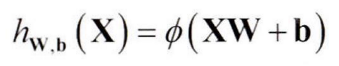 h_{W,b}(X) = ϕ(XW + b)